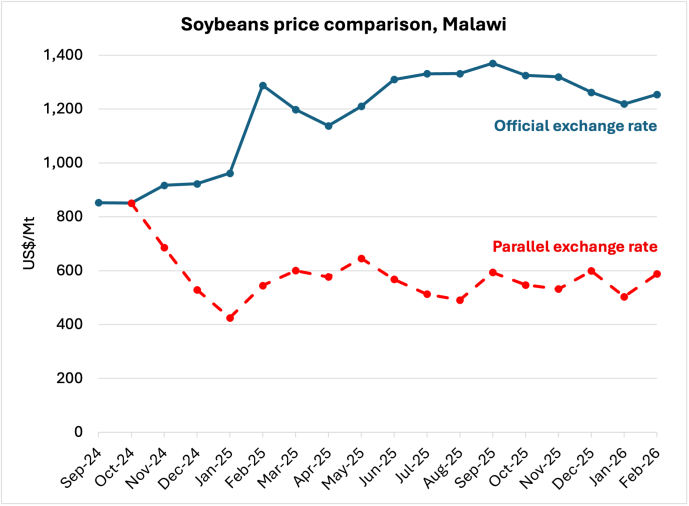 Soybeans price comparison, Malawi
US$/Mt
1,400
1,200
1,000
800
600
400
200
0
Official exchange rate
Parallel exchange rate
Sep-24
Oct-24
Nov-24
Dec-24
Jan-25
Feb-25
Mar-25
Apr-25
May-25
Jun-25
Jul-25
Aug-25
Sep-25
Oct-25
Nov-25
Dec-25
Jan-26
Feb-26